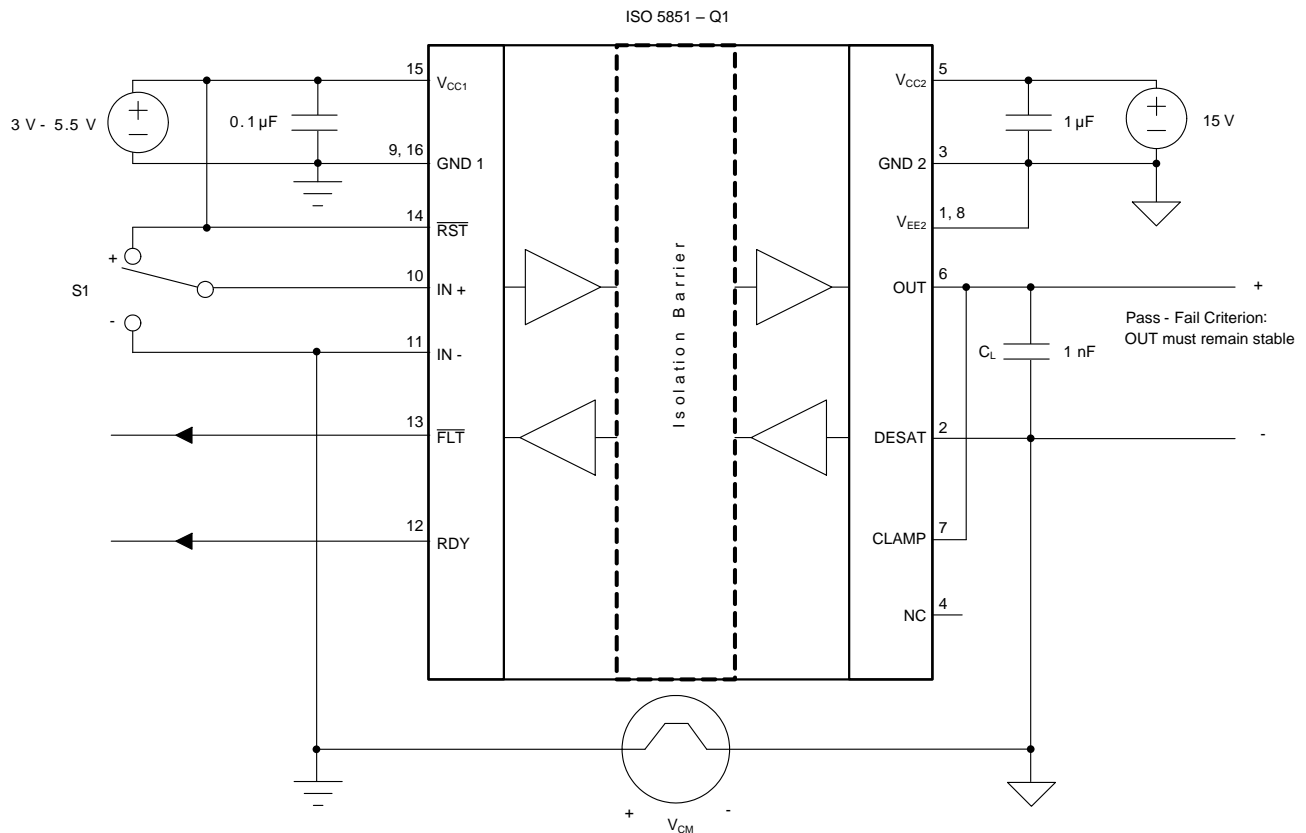 ISO 5851 – Q1
15
VCC1
5
VCC2
3 V - 5.5 V
+
−
0.1 µF
1 µF
+
−
15 V
9, 16
GND 1
3
GND 2
14
RST
1, 8
VEE2
+
S1
-
10
IN +
6
OUT
+
Pass - Fail Criterion:
OUT must remain stable
11
IN -
CL
1 nF
Isolation Barrier
13
FLT
2
DESAT
-
12
RDY
7
CLAMP
4
NC
+
-
VCM